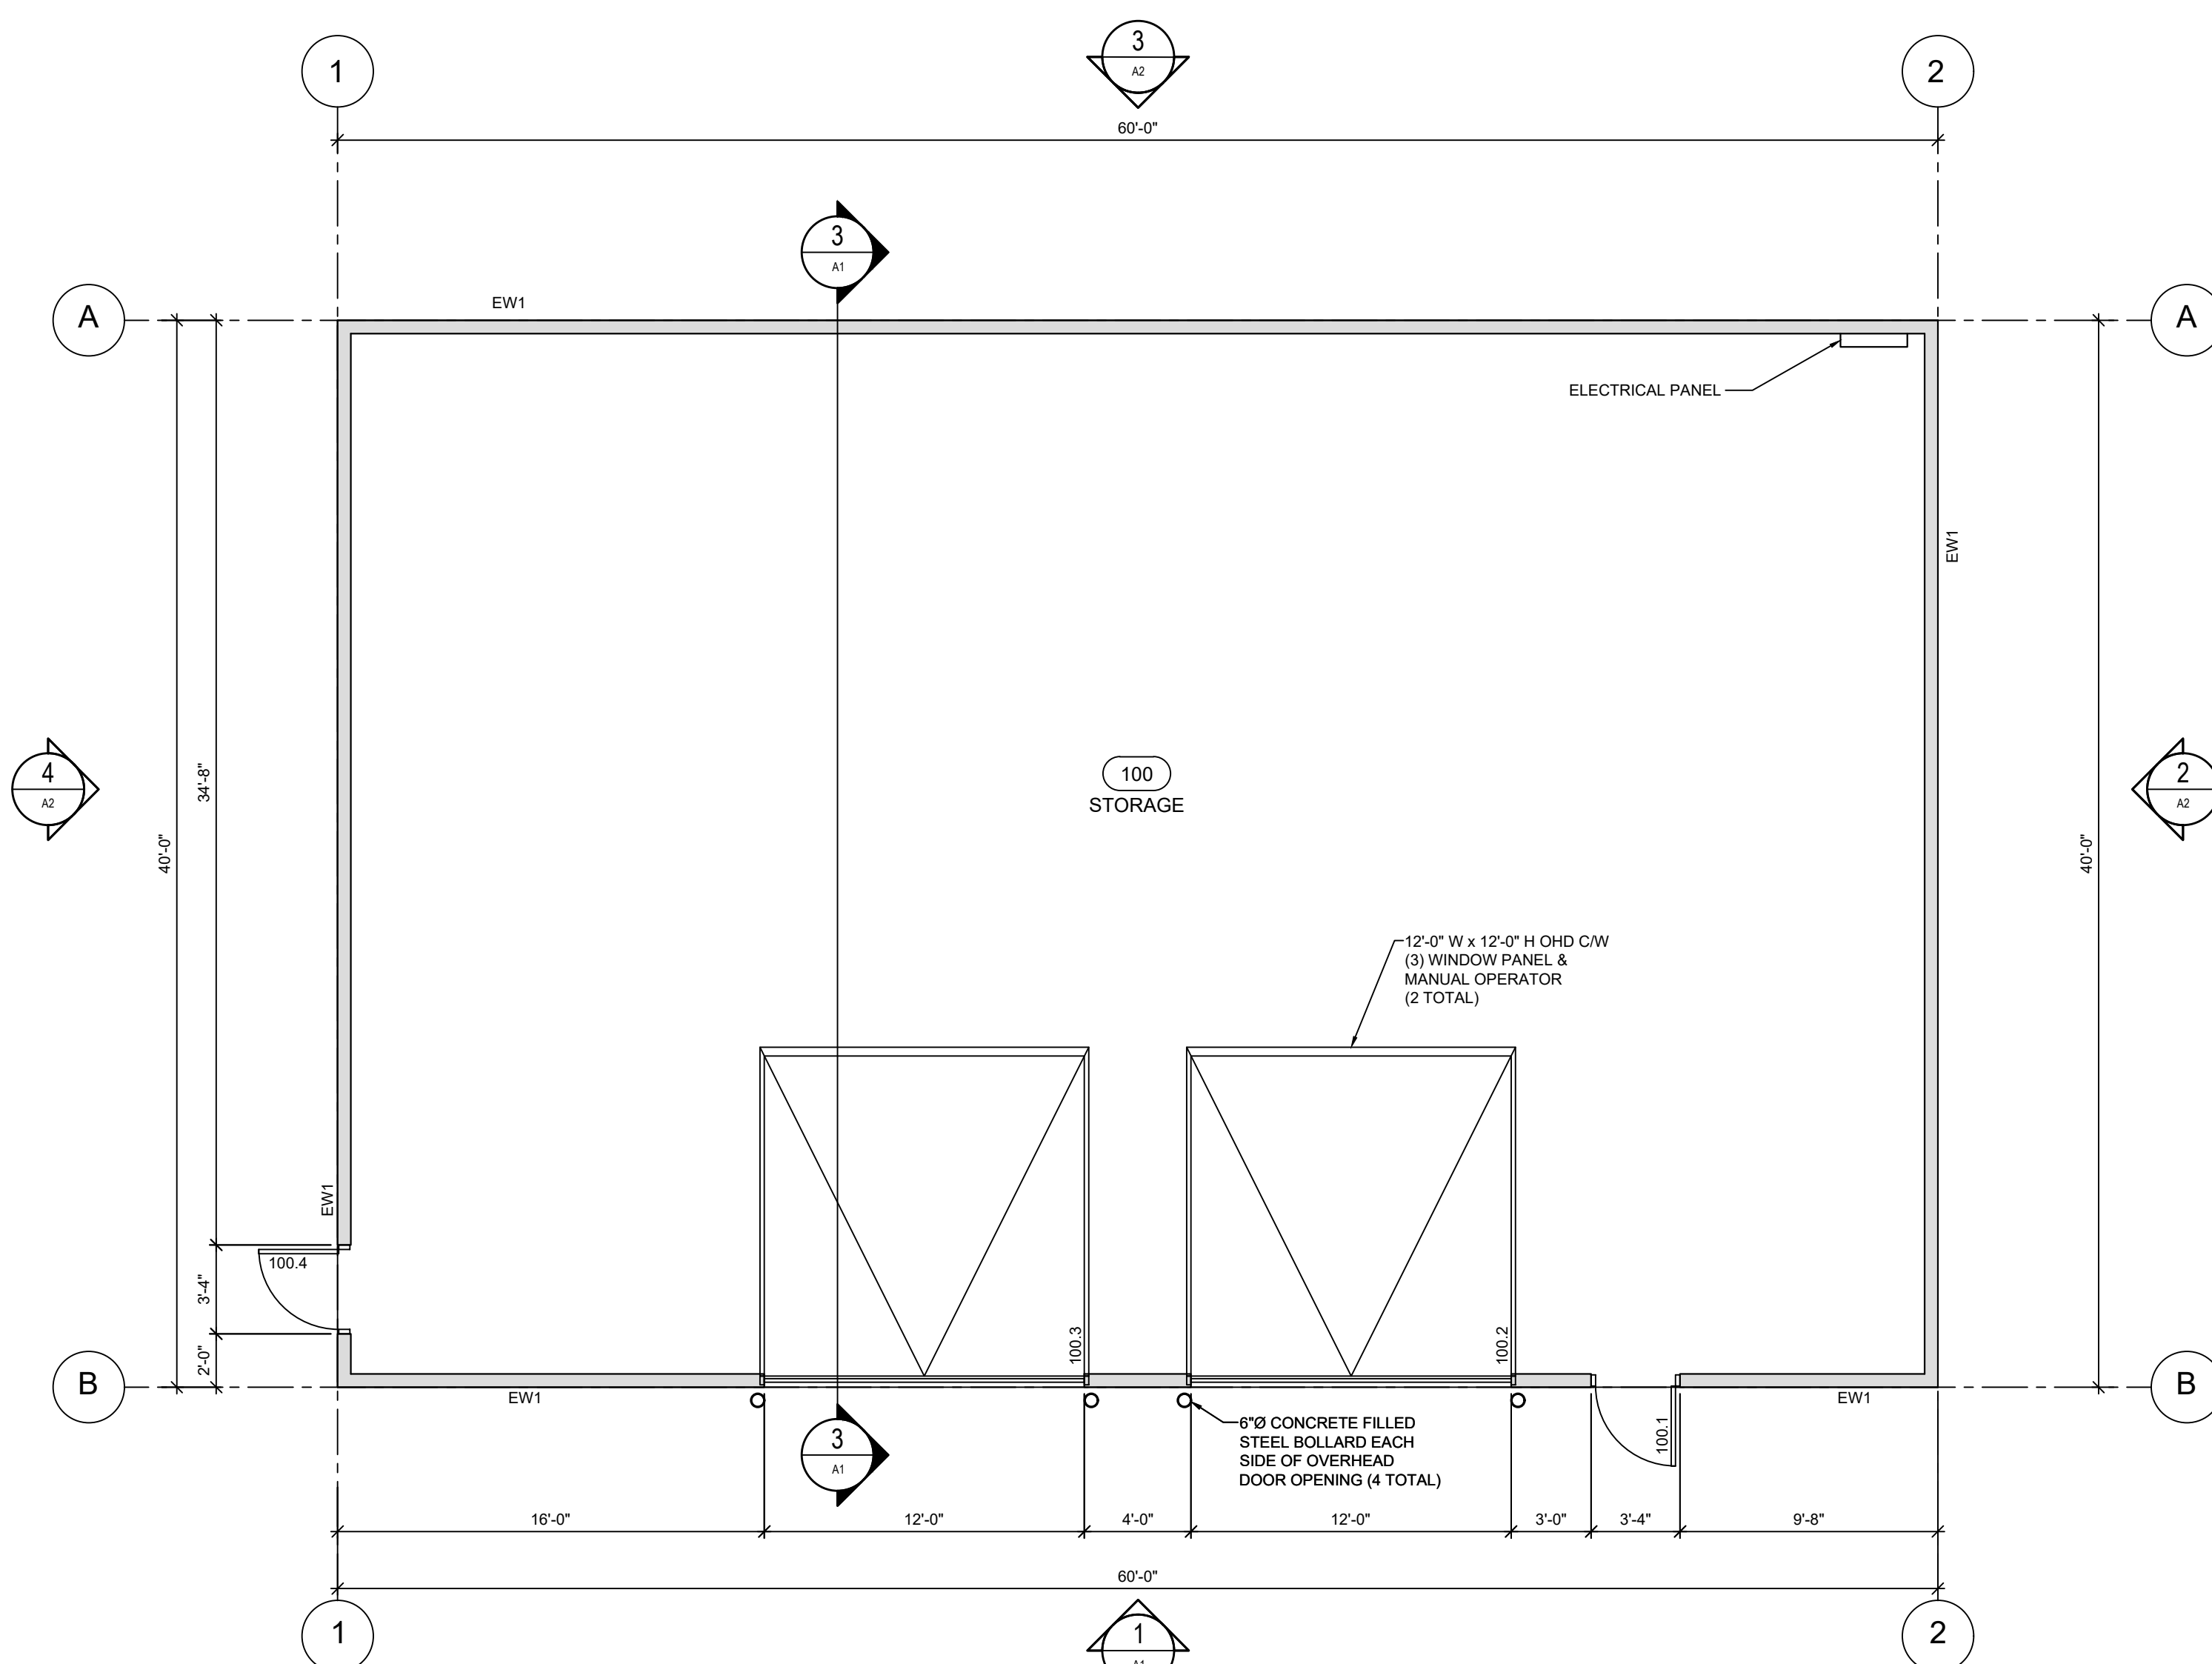 1
3
A2
2
60'-0"
3
A1
A
EW1
A
ELECTRICAL PANEL
EW1
34'-8"
40'-0"
4
A2
100
STORAGE
2
A2
40'-0"
12'-0" W x 12'-0" H OHD C/W
(3) WINDOW PANEL &
MANUAL OPERATOR
(2 TOTAL)
EW1
100.4
3'-4"
2'-0"
100.3
100.2
B
EW1
EW1
B
6"Ø CONCRETE FILLED
STEEL BOLLARD EACH
SIDE OF OVERHEAD
DOOR OPENING (4 TOTAL)
100.1
3
A1
16'-0"
12'-0"
4'-0"
12'-0"
3'-0"
3'-4"
9'-8"
60'-0"
1
1
A1
2